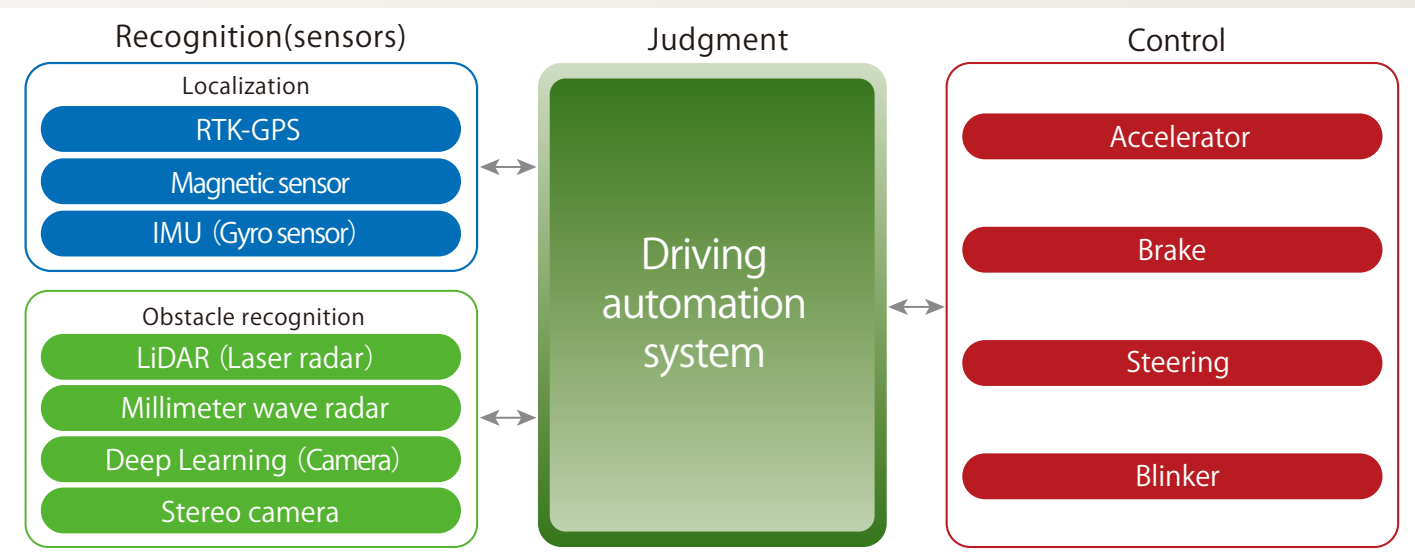 Recognition(sensors)
Localization
RTK-GPS
Magnetic sensor
IMU（Gyro sensor）
Obstacle recognition
LiDAR（Laser radar）
Millimeter wave radar
Deep Learning（Camera）
Stereo camera
Judgment
Driving
automation
system
Control
Accelerator
Brake
Steering
Blinker